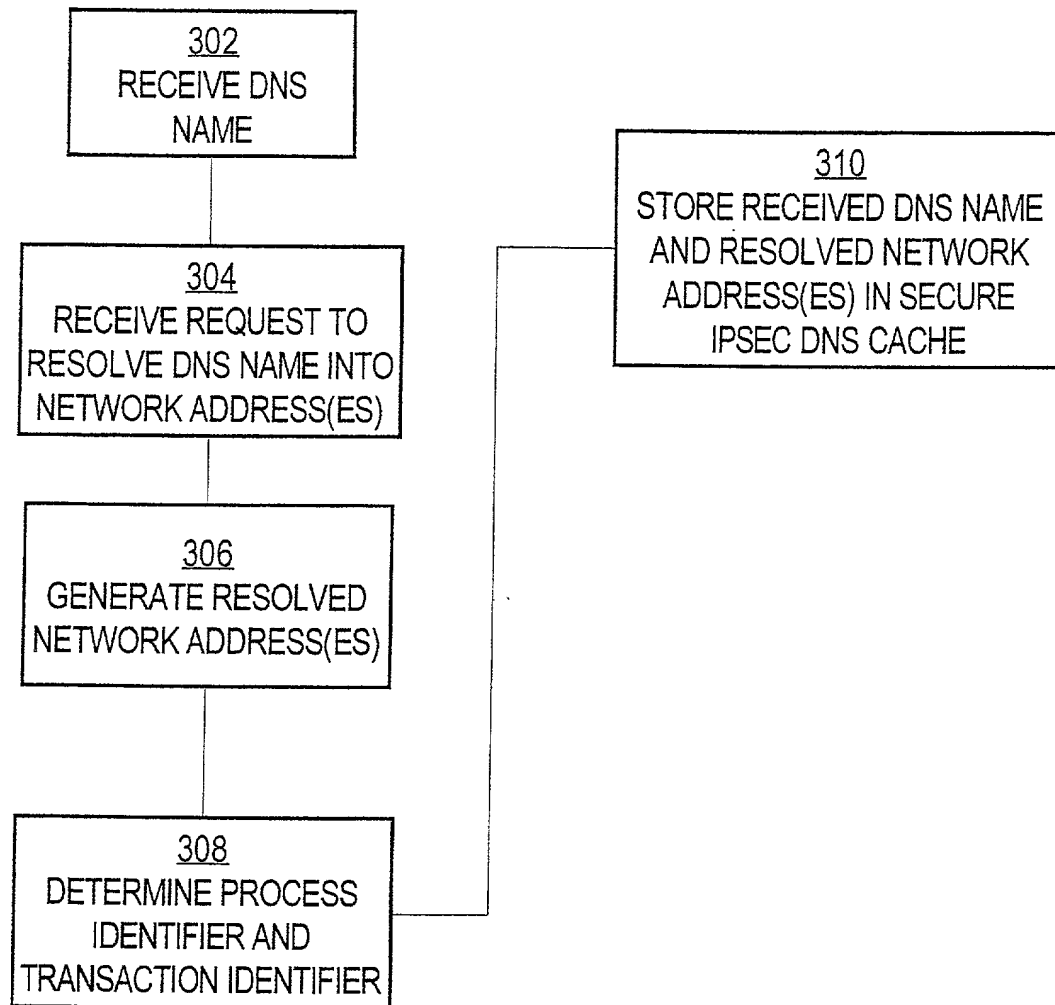 302
RECEIVE DNS
NAME
304
RECEIVE REQUEST TO
RESOLVE DNS NAME INTO
NETWORK ADDRESS(ES)
306
GENERATE RESOLVED
NETWORK ADDRESS(ES)
308
DETERMINE PROCESS
IDENTIFIER AND
TRANSACTION IDENTIFIER
310
STORE RECEIVED DNS NAME
AND RESOLVED NETWORK
ADDRESS(ES) IN SECURE
IPSEC DNS CACHE